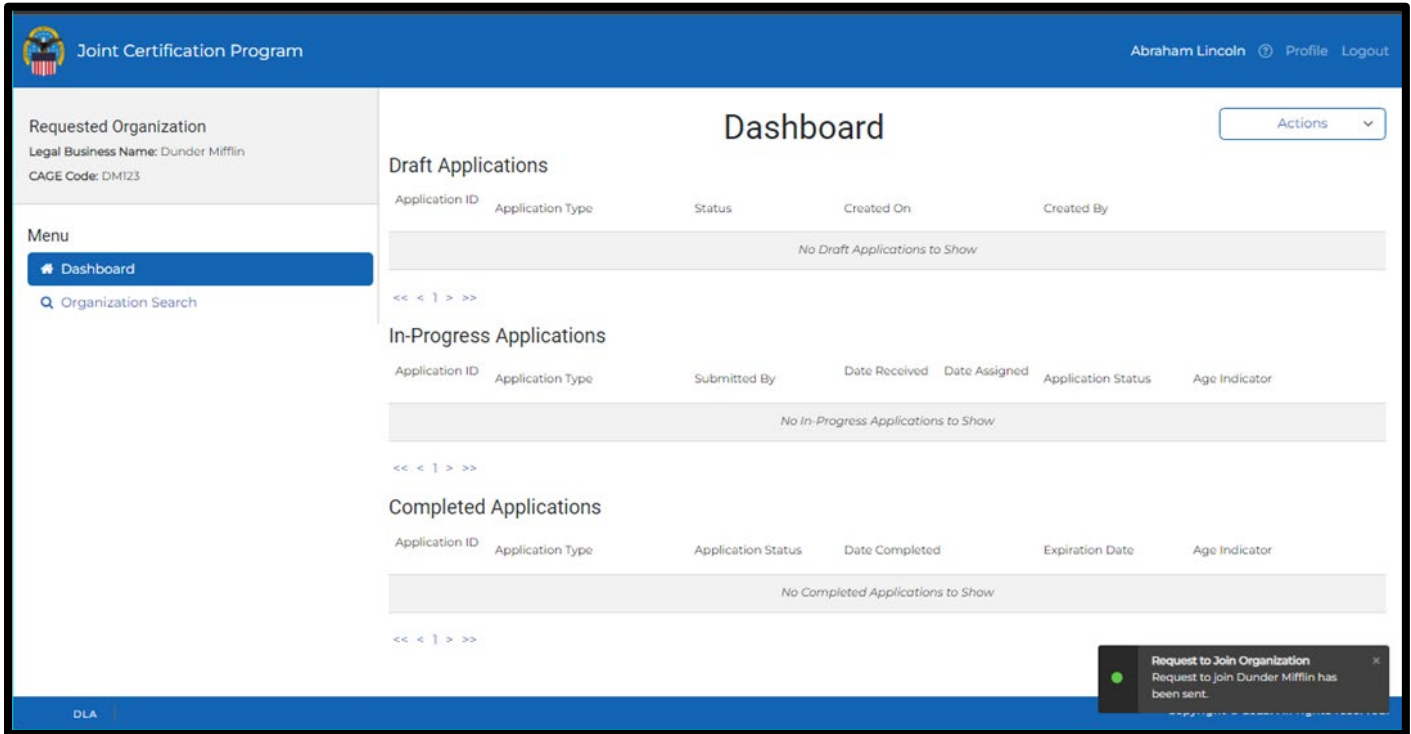 Joint Certification Program
Abraham Lincoln ? Profile Logout
Requested Organization
Legal Business Name: Dunder Mifflin
CAGE Code: DM123
Menu
Dashboard
Organization Search
Dashboard
Actions
Draft Applications
Application ID Application Type Status Created On Created By
No Draft Applications to Show
<< < 1 > >>
In-Progress Applications
Application ID Application Type Submitted By Date Received Date Assigned Application Status Age Indicator
No In-Progress Applications to Show
<< < 1 > >>
Completed Applications
Application ID Application Type Application Status Date Completed Expiration Date Age Indicator
No Completed Applications to Show
<< < 1 > >>
Request to Join Organization ×
Request to join Dunder Mifflin has
been sent.
DLA